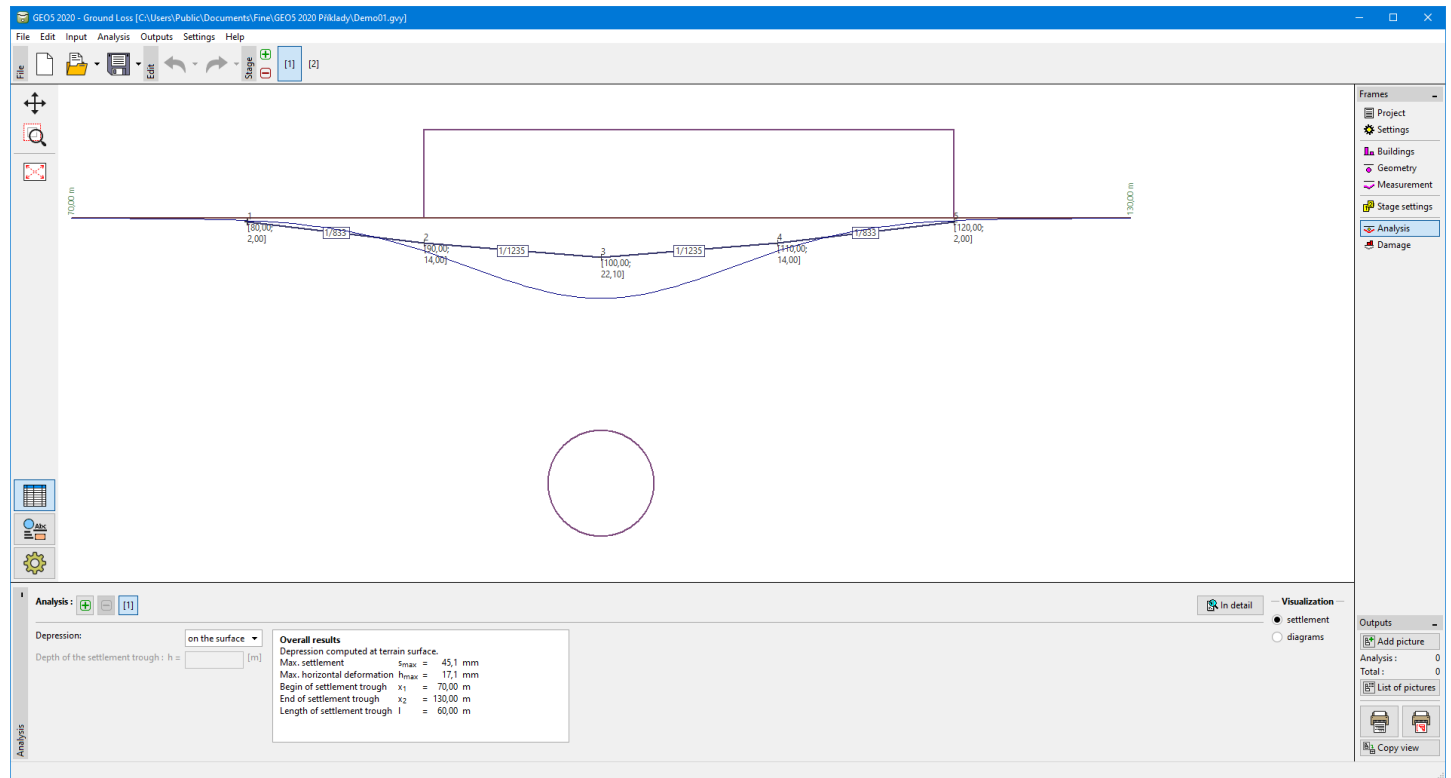 GEO5 2020 - Ground Loss [C:\Users\Public\Documents\Fine\GEO5 2020 Příklady\Demo01.gvy]
File Edit Input Analysis Outputs Settings Help
File
Edit
Stage
[1] [2]
Frames
Project
Settings
Buildings
Geometry
Measurement
Stage settings
Analysis
Damage
70,00 m
130,00 m
1
[80,00;
2,00]
1/833
2
[90,00;
14,00]
1/1235
3
[100,00;
22,10]
1/1235
4
[110,00;
14,00]
1/833
5
[120,00;
2,00]
Abc
Analysis
Analysis : [1]
In detail
Visualization
settlement
diagrams
Depression: on the surface
Depth of the settlement trough : h = [m]
Overall results
Depression computed at terrain surface.
Max. settlement smax = 45,1 mm
Max. horizontal deformation hmax = 17,1 mm
Begin of settlement trough x1 = 70,00 m
End of settlement trough x2 = 130,00 m
Length of settlement trough l = 60,00 m
Outputs
Add picture
Analysis : 0
Total : 0
List of pictures
Copy view